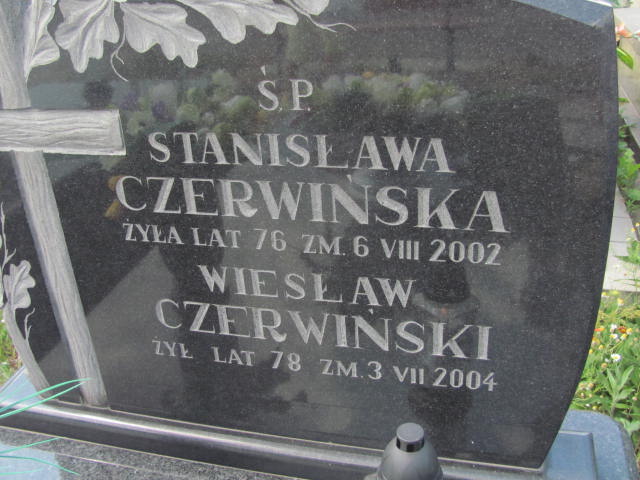 Ś.P.
STANISŁAWA
CZERWIŃSKA
ŻYŁA LAT 76 ZM. 6 VIII 2002
WIESŁAW
CZERWIŃSKI
ŻYŁ LAT 78 ZM. 3 VII 2004